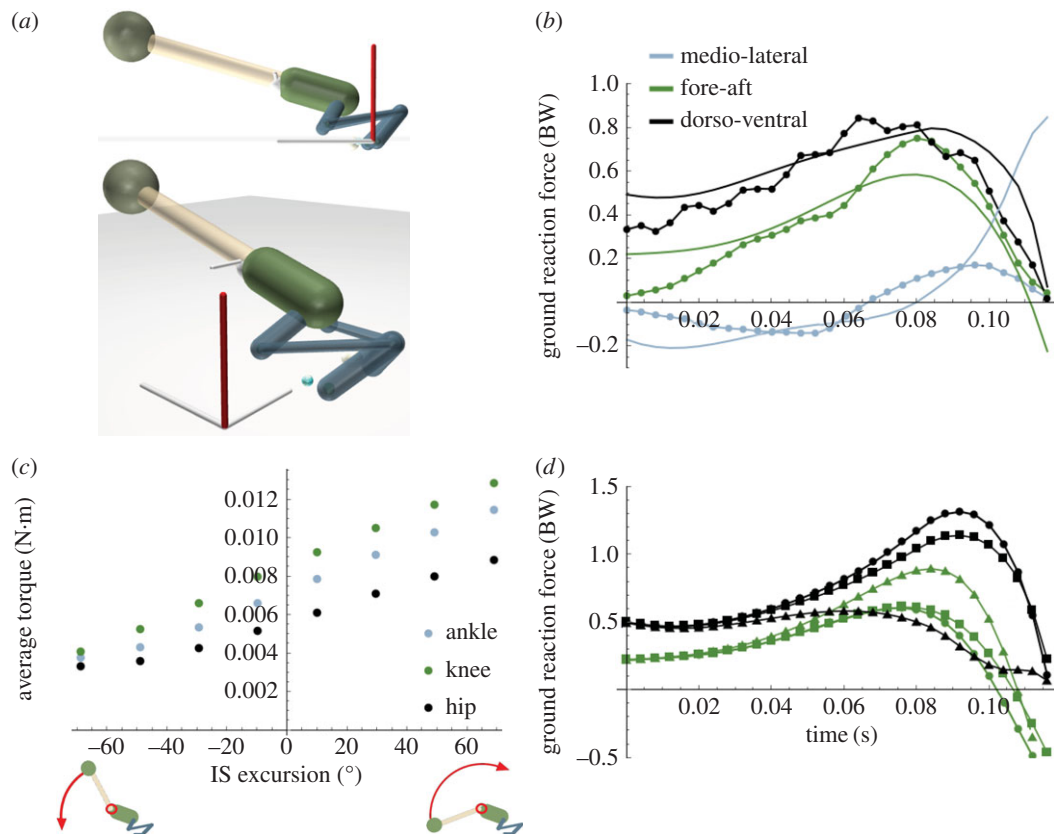 (a)
(b)
medio-lateral
fore-aft
dorso-ventral
ground reaction force (BW)
1.0
0.8
0.6
0.4
0.2
−0.2
0.02
0.04
0.06
0.08
0.10
(c)
average torque (N·m)
0.012
0.010
0.008
0.006
0.004
0.002
ankle
knee
hip
−60
−40
−20
0
20
40
60
IS excursion (°)
(d)
ground reaction force (BW)
1.5
1.0
0.5
−0.5
0.02
0.04
0.06
0.08
0.10
time (s)